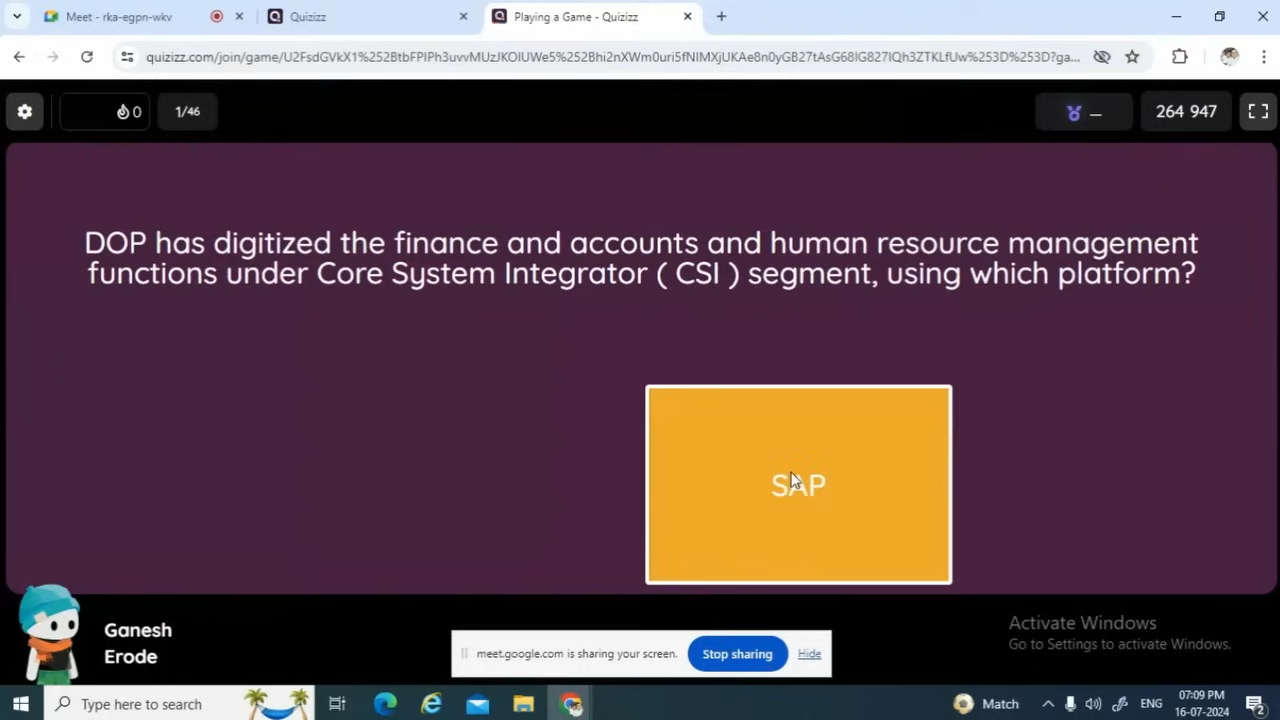 Meet - rka-egpn-wkv
Quizizz
Playing a Game - Quizizz
quizizz.com/join/game/U2FsdGVkX1%252BtbFPIPh3uvvMUzJKOlUWe5%252Bhi2nXWm0uri5fNlMXjUKAe8n0yGB27tAsG68lG827lQh3ZTKLfUw%253D%253D?ga...
0
1/46
264 947
DOP has digitized the finance and accounts and human resource management
functions under Core System Integrator ( CSI ) segment, using which platform?
SAP
Ganesh
Erode
meet.google.com is sharing your screen.
Stop sharing
Hide
Activate Windows
Go to Settings to activate Windows.
Type here to search
Match
ENG
07:09 PM
16-07-2024
2